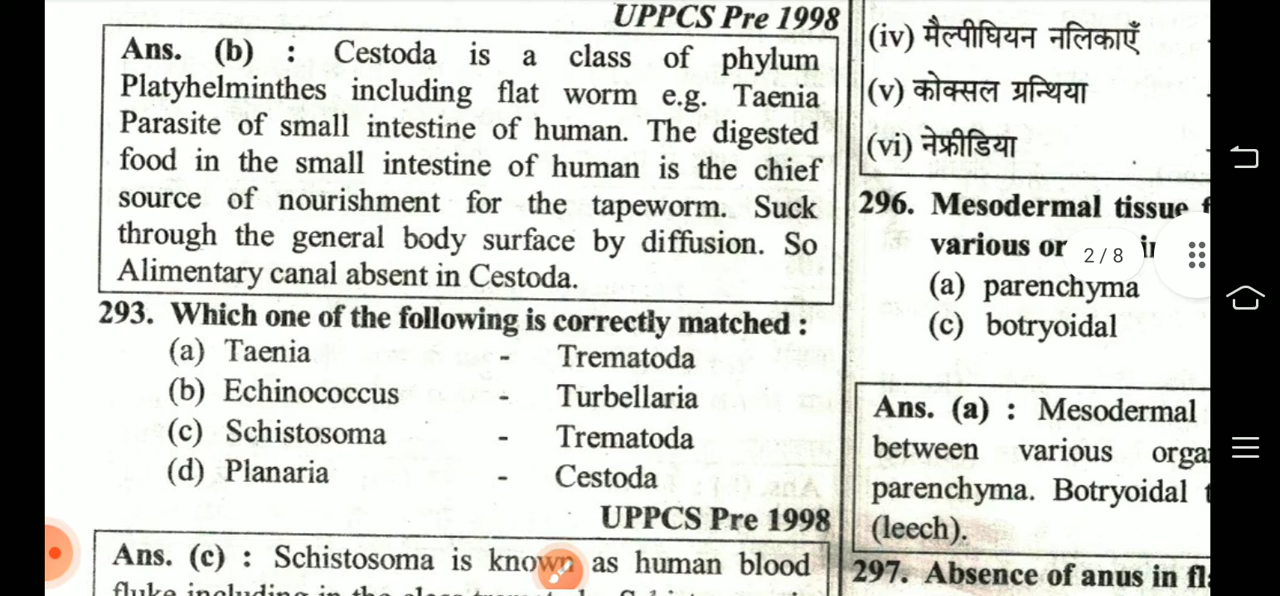 UPPCS Pre 1998
Ans. (b) : Cestoda is a class of phylum
Platyhelminthes including flat worm e.g. Taenia
Parasite of small intestine of human. The digested
food in the small intestine of human is the chief
source of nourishment for the tapeworm. Suck
through the general body surface by diffusion. So
Alimentary canal absent in Cestoda.
293. Which one of the following is correctly matched :
(a) Taenia - Trematoda
(b) Echinococcus - Turbellaria
(c) Schistosoma - Trematoda
(d) Planaria - Cestoda
UPPCS Pre 1998
Ans. (c) : Schistosoma is known as human blood
fluke including in the class
(iv) मैल्पीघियन नलिकाएँ
(v) कोक्सल ग्रन्थिया
(vi) नेफ्रीडिया
296. Mesodermal tissue
various
2/8
(a) parenchyma
(c) botryoidal
Ans. (a) : Mesodermal
between various
parenchyma. Botryoidal
(leech).
297. Absence of anus in